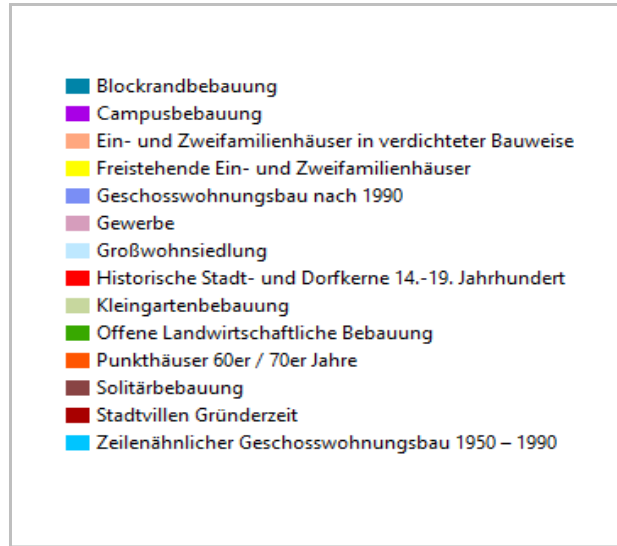 Blockrandbebauung
Campusbebauung
Ein- und Zweifamilienhäuser in verdichteter Bauweise
Freistehende Ein- und Zweifamilienhäuser
Geschosswohnungsbau nach 1990
Gewerbe
Großwohnsiedlung
Historische Stadt- und Dorfkerne 14.-19. Jahrhundert
Kleingartenbebauung
Offene Landwirtschaftliche Bebauung
Punkthäuser 60er / 70er Jahre
Solitärbebauung
Stadtvillen Gründerzeit
Zeilenähnlicher Geschosswohnungsbau 1950 – 1990